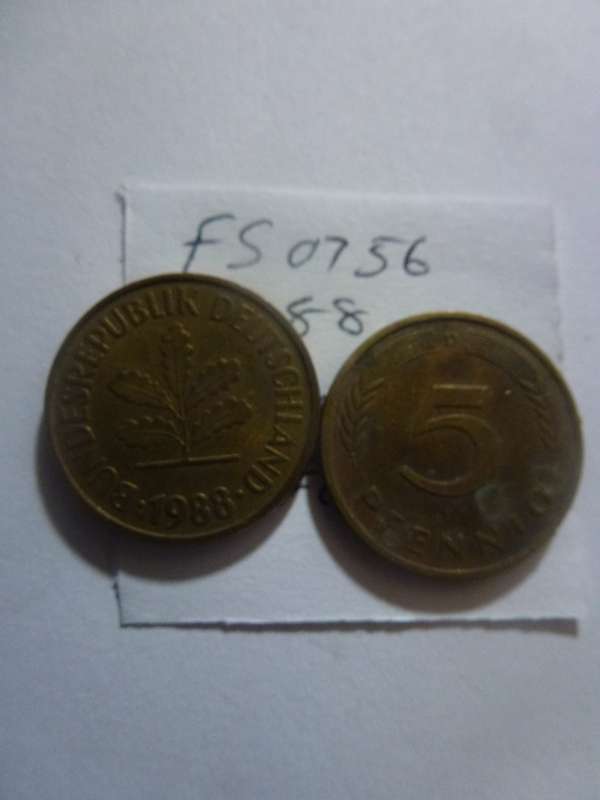 FS 0756
88
BUNDESREPUBLIK DEUTSCHLAND
· 1988 ·
5
PFENNIG